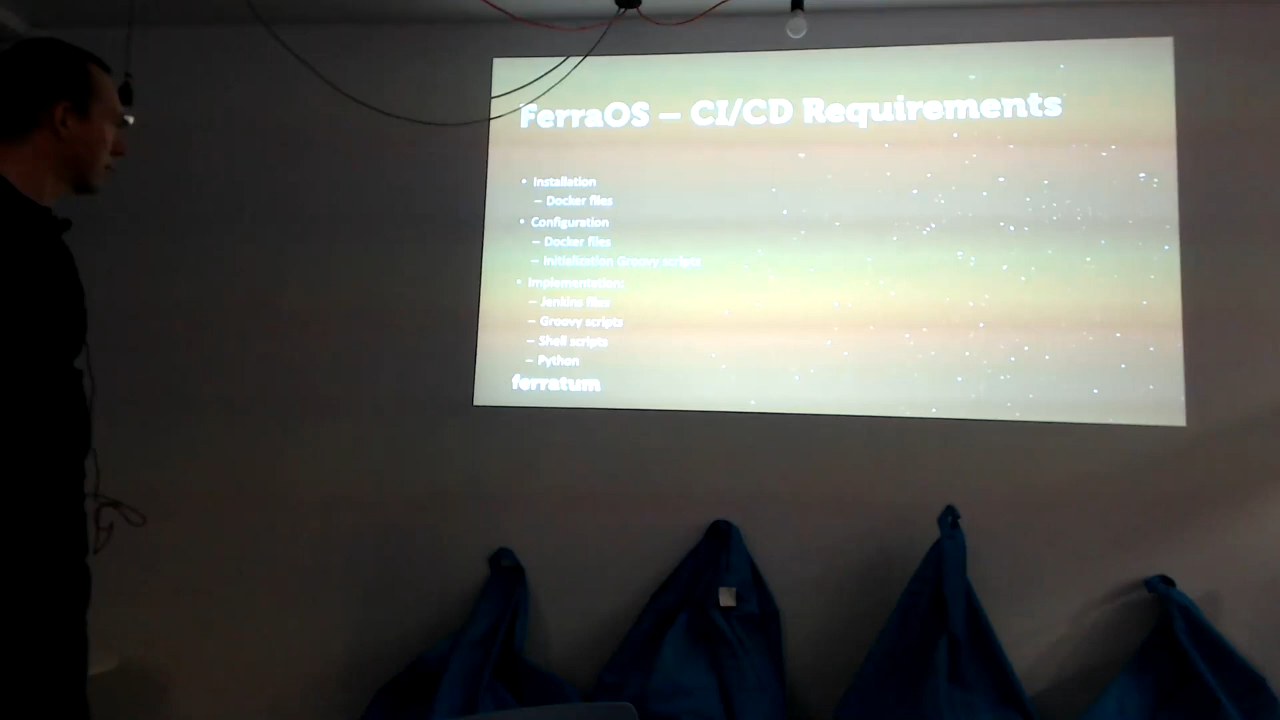 FerraOS – CI/CD Requirements
• Installation
– Docker files
• Configuration
– Docker files
– Initialization Groovy scripts
• Implementation:
– Jenkins files
– Groovy scripts
– Shell scripts
– Python
ferratum